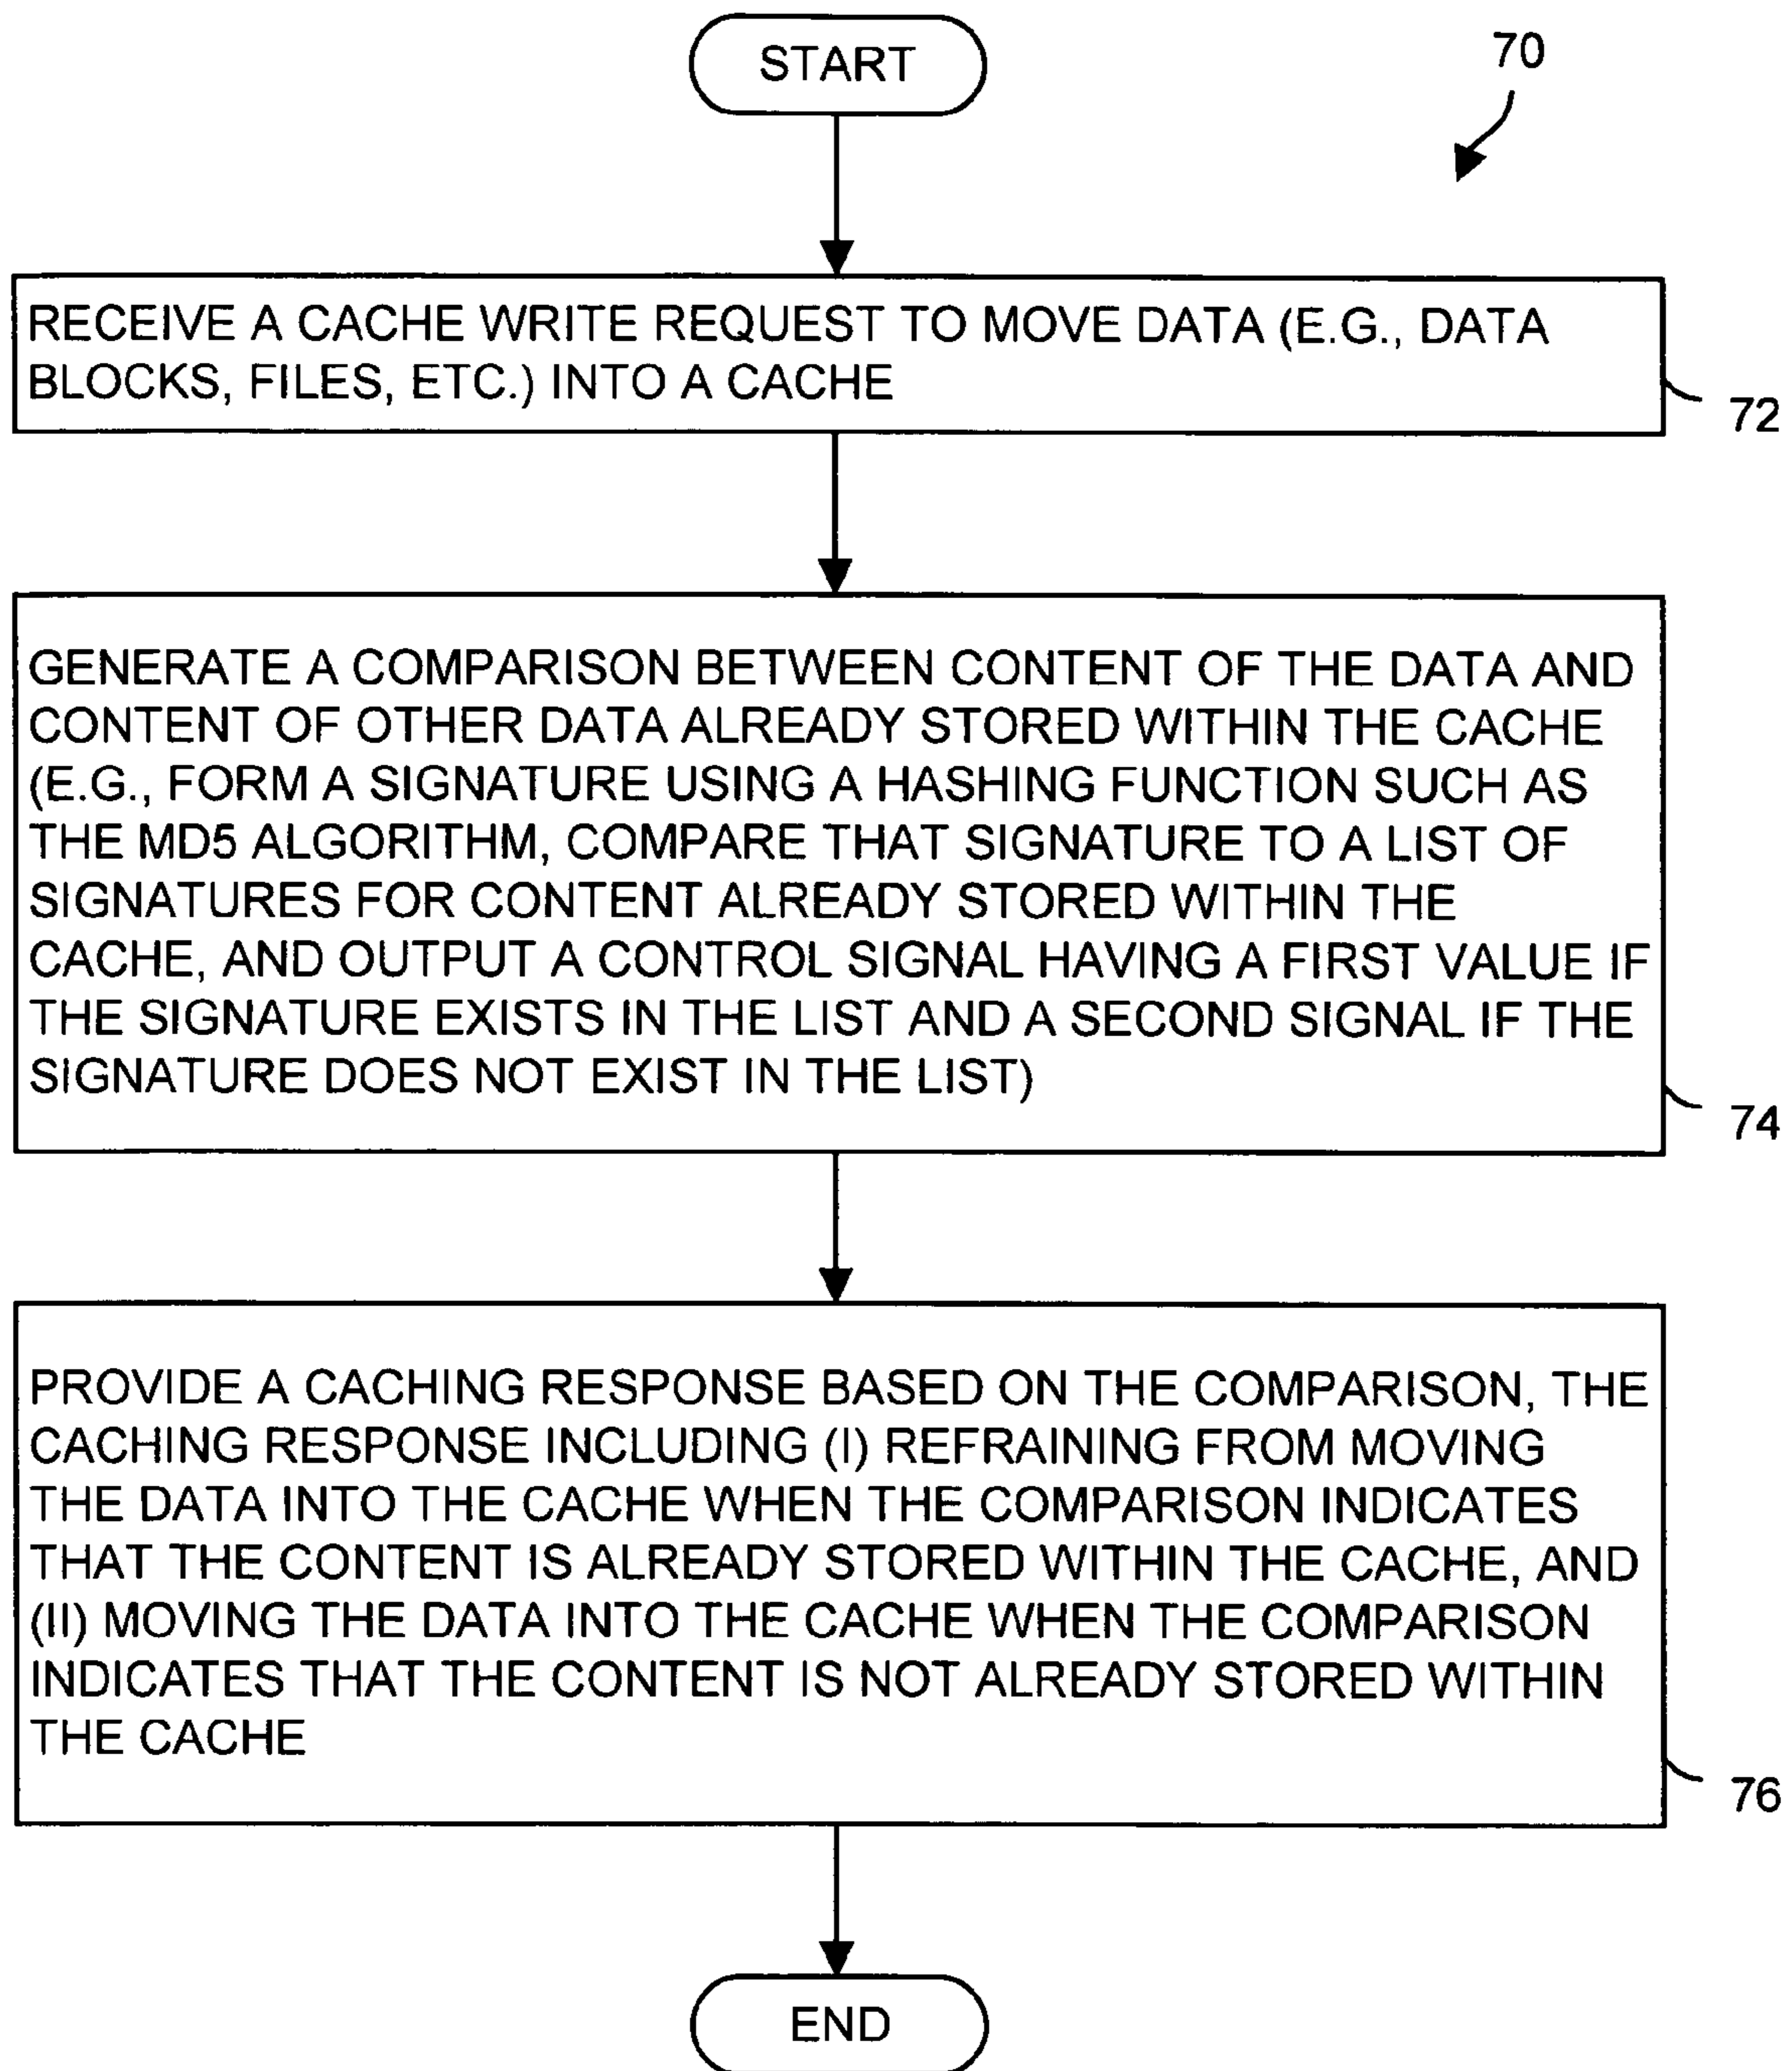 START
70
RECEIVE A CACHE WRITE REQUEST TO MOVE DATA (E.G., DATA
BLOCKS, FILES, ETC.) INTO A CACHE
72
GENERATE A COMPARISON BETWEEN CONTENT OF THE DATA AND
CONTENT OF OTHER DATA ALREADY STORED WITHIN THE CACHE
(E.G., FORM A SIGNATURE USING A HASHING FUNCTION SUCH AS
THE MD5 ALGORITHM, COMPARE THAT SIGNATURE TO A LIST OF
SIGNATURES FOR CONTENT ALREADY STORED WITHIN THE
CACHE, AND OUTPUT A CONTROL SIGNAL HAVING A FIRST VALUE IF
THE SIGNATURE EXISTS IN THE LIST AND A SECOND SIGNAL IF THE
SIGNATURE DOES NOT EXIST IN THE LIST)
74
PROVIDE A CACHING RESPONSE BASED ON THE COMPARISON, THE
CACHING RESPONSE INCLUDING (I) REFRAINING FROM MOVING
THE DATA INTO THE CACHE WHEN THE COMPARISON INDICATES
THAT THE CONTENT IS ALREADY STORED WITHIN THE CACHE, AND
(II) MOVING THE DATA INTO THE CACHE WHEN THE COMPARISON
INDICATES THAT THE CONTENT IS NOT ALREADY STORED WITHIN
THE CACHE
76
END